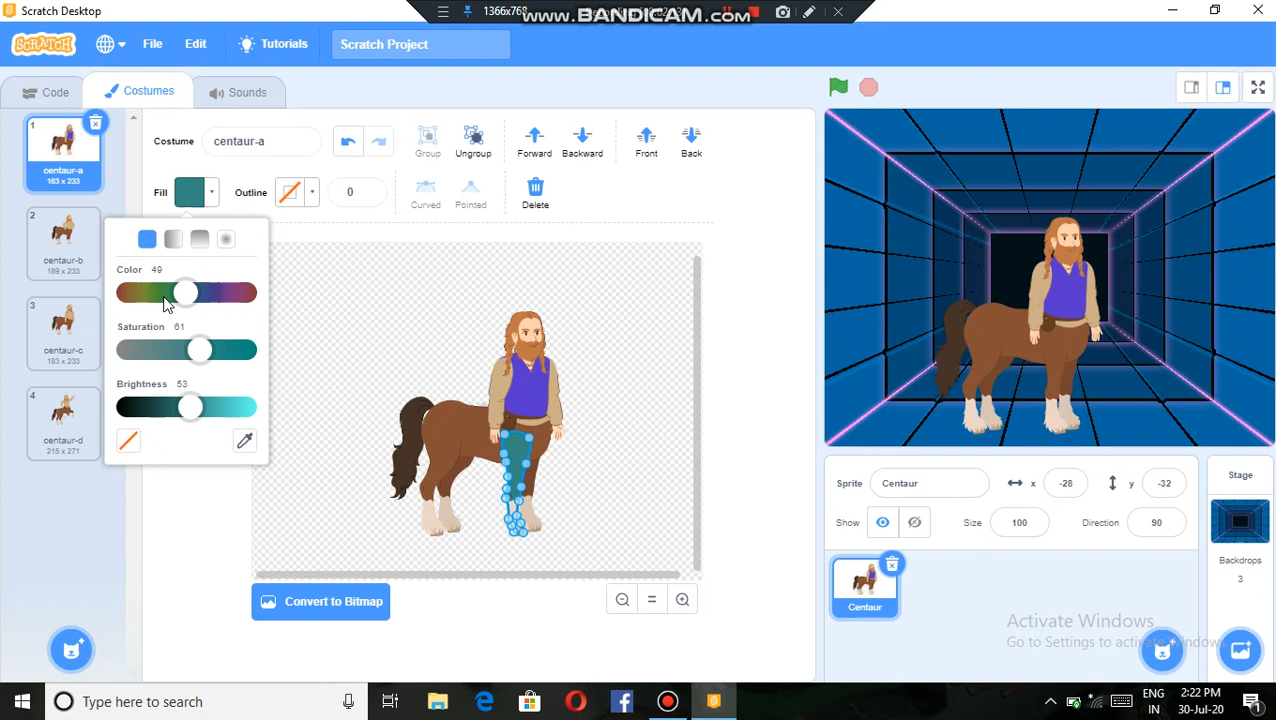 Scratch Desktop
1366x768
www.BANDICAM.com
SCRATCH
File
Edit
Tutorials
Scratch Project
Code
Costumes
Sounds
1
centaur-a
183 x 233
2
centaur-b
189 x 233
3
centaur-c
183 x 233
4
centaur-d
215 x 271
Costume
centaur-a
Group
Ungroup
Forward
Backward
Front
Back
Fill
Outline
0
Curved
Pointed
Delete
Color 49
Saturation 61
Brightness 53
Convert to Bitmap
Sprite
Centaur
x
-28
y
-32
Show
Size
100
Direction
90
Centaur
Stage
Backdrops
3
Activate Windows
Go to Settings to activate Windows.
Type here to search
ENG
IN
2:22 PM
30-Jul-20
1